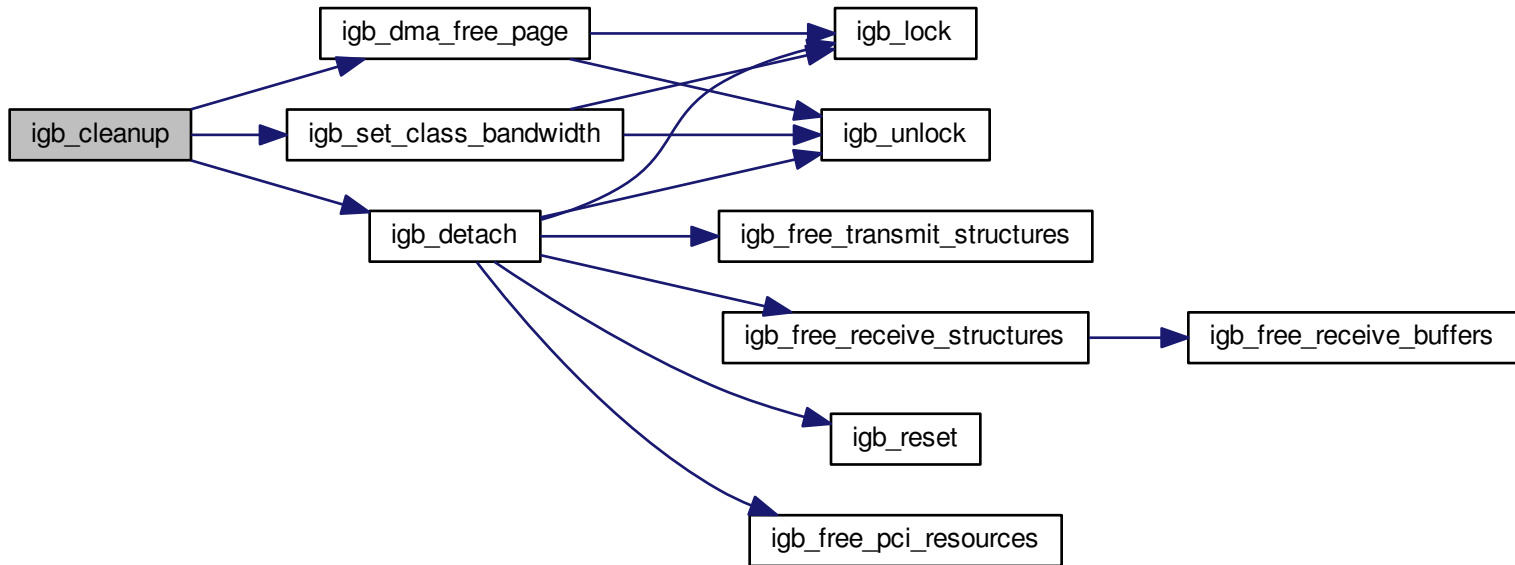 igb_dma_free_page
igb_lock
igb_cleanup
igb_set_class_bandwidth
igb_unlock
igb_detach
igb_free_transmit_structures
igb_free_receive_structures
igb_free_receive_buffers
igb_reset
igb_free_pci_resources